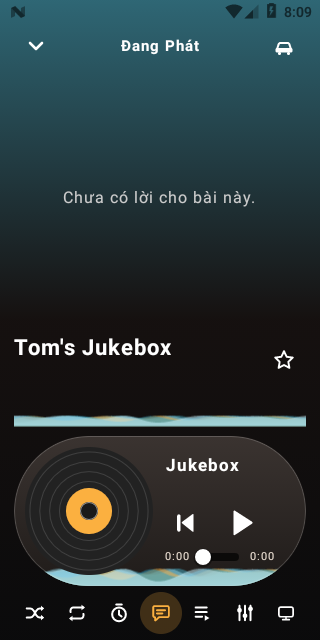 8:09
Đang Phát
Chưa có lời cho bài này.
Tom's Jukebox
Jukebox
0:00
0:00